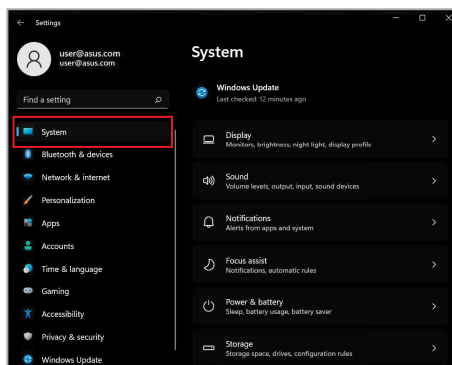 Settings
user@asus.com
user@asus.com
Find a setting
System
Bluetooth & devices
Network & internet
Personalization
Apps
Accounts
Time & language
Gaming
Accessibility
Privacy & security
Windows Update
System
Windows Update
Last checked: 12 minutes ago
Display
Monitors, brightness, night light, display profile
Sound
Volume levels, output, input, sound devices
Notifications
Alerts from apps and system
Focus assist
Notifications, automatic rules
Power & battery
Sleep, battery usage, battery saver
Storage
Storage space, drives, configuration rules